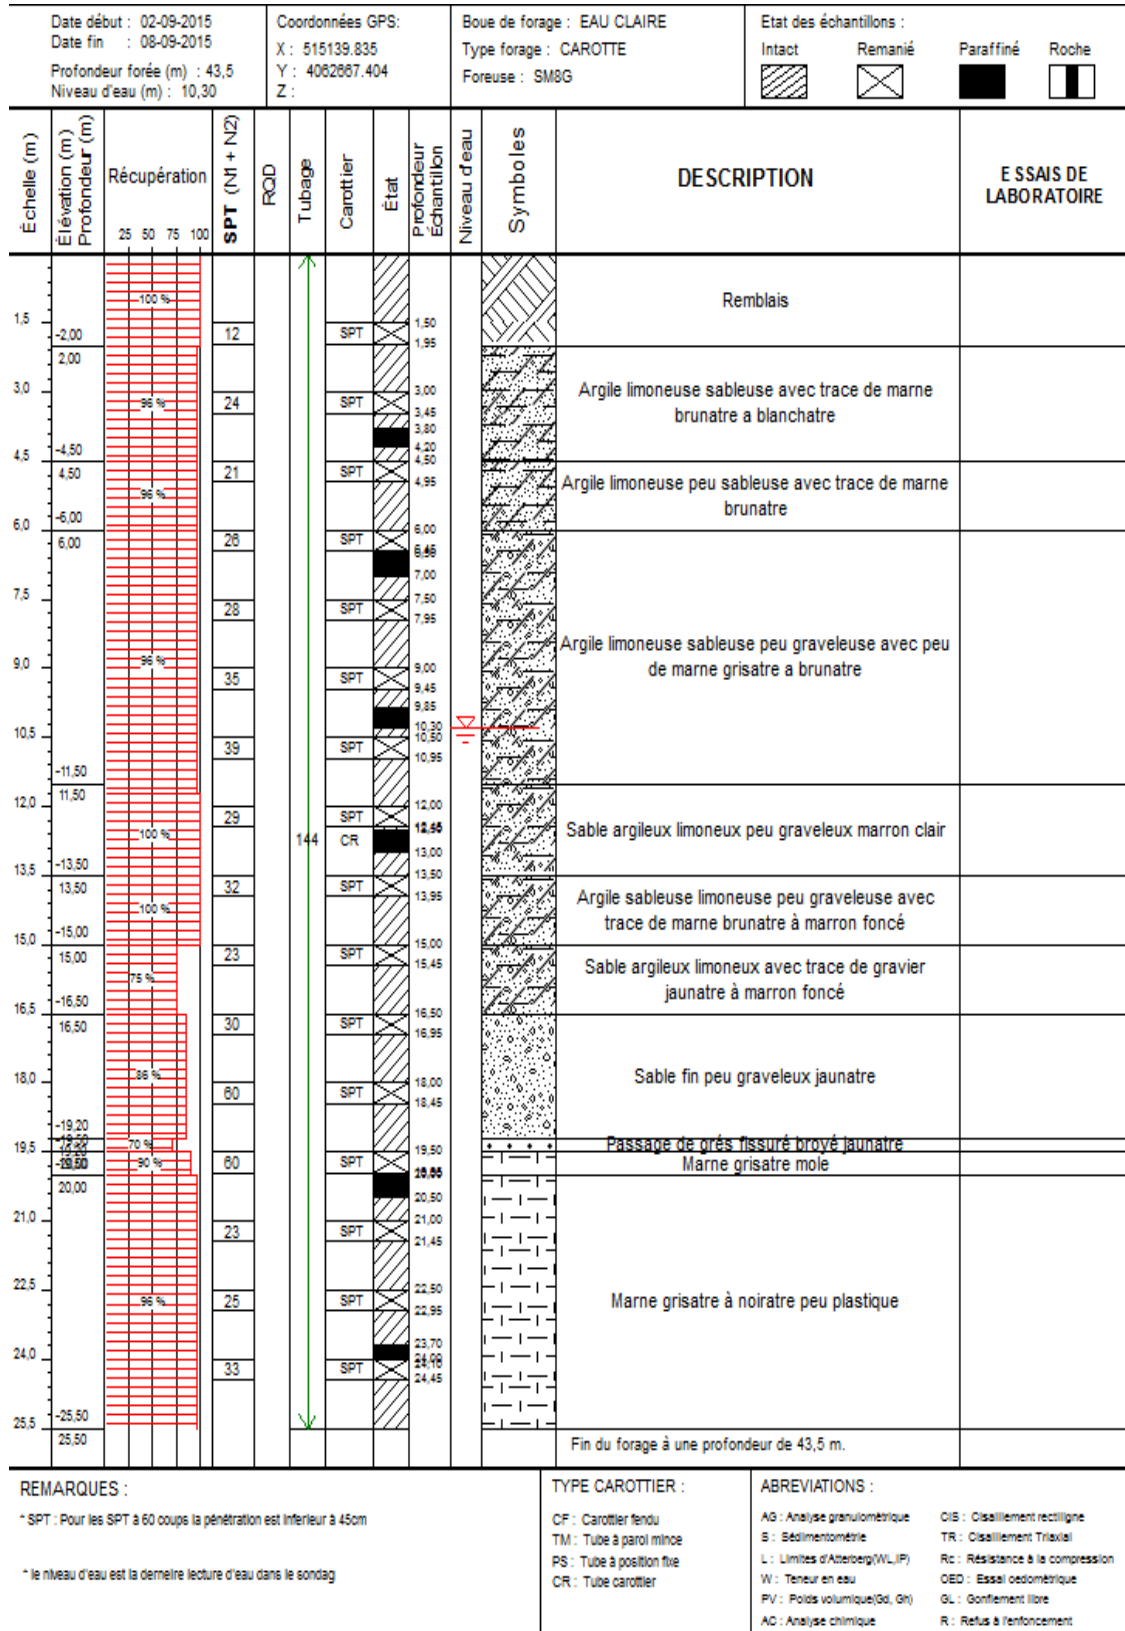 Date début : 02-09-2015
Date fin : 08-09-2015
Profondeur forée (m) : 43,5
Niveau d'eau (m) : 10,30
Coordonnées GPS:
X : 515139.835
Y : 4062667.404
Z :
Boue de forage : EAU CLAIRE
Type forage : CAROTTE
Foreuse : SM8G
Etat des échantillons :
Intact Remanié Paraffiné Roche
Échelle (m)
Élévation (m)
Profondeur (m)
Récupération
25 50 75 100
SPT (N1 + N2)
RQD
Tubage
Carottier
État
Profondeur
Échantillon
Niveau d'eau
Symboles
DESCRIPTION
ESSAIS DE
LABORATOIRE
100 %
Remblais
1,5
1,50
-2,00 12 SPT
1,95
2,00
3,0
3,00
96 % 24 SPT
3,45
Argile limoneuse sableuse avec trace de marne
brunatre a blanchatre
3,80
4,20
-4,50
4,5
4,50
4,50
21 SPT
4,95
96 %
Argile limoneuse peu sableuse avec trace de marne
brunatre
-6,00
6,0
6,00
6,00
26 SPT
7,00
7,5
7,50
28 SPT
7,95
96 %
Argile limoneuse sableuse peu graveleuse avec peu
de marne grisatre a brunatre
9,0
9,00
35 SPT
9,45
9,85
10,30
10,5
10,50
39 SPT
10,95
-11,50
11,50
12,0
12,00
29 SPT
100 % 144 CR
Sable argileux limoneux peu graveleux marron clair
13,00
-13,50
13,5
13,50
13,50
32 SPT
13,95
100 %
Argile sableuse limoneuse peu graveleuse avec
trace de marne brunatre à marron foncé
-15,00
15,0
15,00
15,00
23 SPT
15,45
75 %
Sable argileux limoneux avec trace de gravier
jaunatre à marron foncé
-16,50
16,5
16,50
16,50
30 SPT
16,95
86 %
Sable fin peu graveleux jaunatre
18,0
18,00
60 SPT
18,45
-19,20
70 %
Passage de grés fissuré broyé jaunatre
19,5
19,50
90 % 60 SPT
Marne grisatre mole
20,00
20,50
21,0
21,00
23 SPT
21,45
22,5
22,50
96 % 25 SPT
22,95
Marne grisatre à noiratre peu plastique
23,70
24,0
33 SPT
24,45
-25,50
25,5
25,50
Fin du forage à une profondeur de 43,5 m.
REMARQUES :
* SPT : Pour les SPT à 60 coups la pénétration est inferieur à 45cm
* le niveau d'eau est la derneire lecture d'eau dans le sondag
TYPE CAROTTIER :
CF : Carottier fendu
TM : Tube à paroi mince
PS : Tube à position fixe
CR : Tube carottier
ABREVIATIONS :
AG : Analyse granulométrique
S : Sédimentométrie
L : Limites d'Atterberg(WL,IP)
W : Teneur en eau
PV : Poids volumique(Gd, Gh)
AC : Analyse chimique
CIS : Cisaillement rectiligne
TR : Cisaillement Triaxial
Rc : Résistance à la compression
OED : Essai oedométrique
GL : Gonflement libre
R : Refus à l'enfoncement